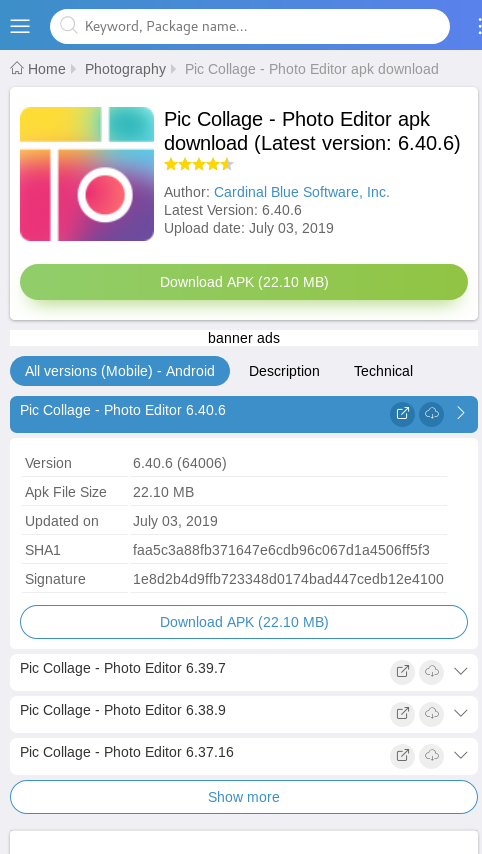 Keyword, Package name...
Home Photography Pic Collage - Photo Editor apk download
Pic Collage - Photo Editor apk
download (Latest version: 6.40.6)
Author: Cardinal Blue Software, Inc.
Latest Version: 6.40.6
Upload date: July 03, 2019
Download APK (22.10 MB)
banner ads
All versions (Mobile) - Android Description Technical
Pic Collage - Photo Editor 6.40.6
Version 6.40.6 (64006)
Apk File Size 22.10 MB
Updated on July 03, 2019
SHA1 faa5c3a88fb371647e6cdb96c067d1a4506ff5f3
Signature 1e8d2b4d9ffb723348d0174bad447cedb12e4100
Download APK (22.10 MB)
Pic Collage - Photo Editor 6.39.7
Pic Collage - Photo Editor 6.38.9
Pic Collage - Photo Editor 6.37.16
Show more